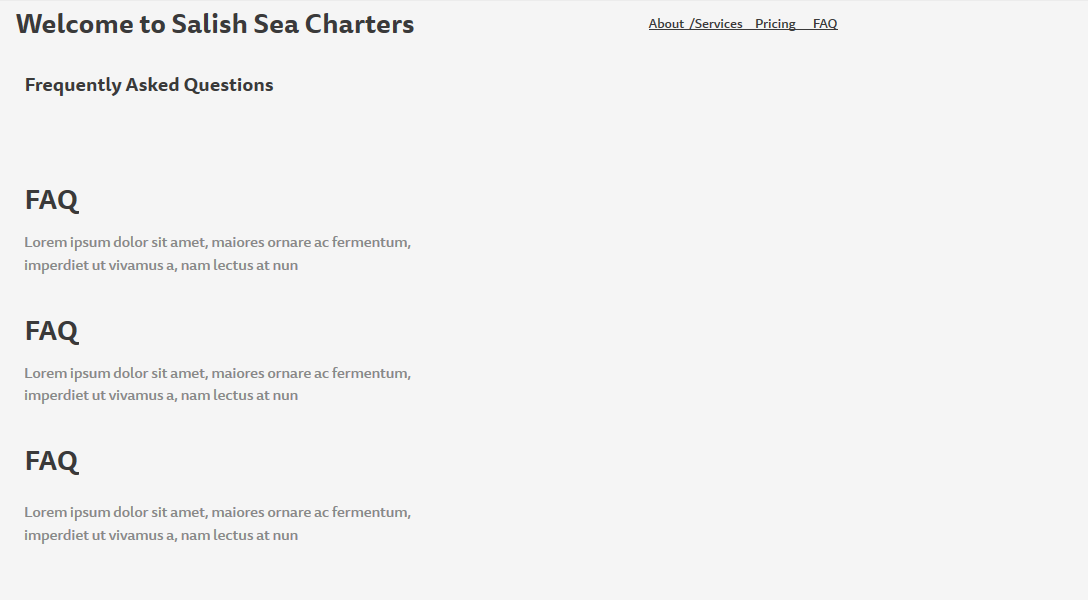 Welcome to Salish Sea Charters
About /Services Pricing FAQ
Frequently Asked Questions
FAQ
Lorem ipsum dolor sit amet, maiores ornare ac fermentum,
imperdiet ut vivamus a, nam lectus at nun
FAQ
Lorem ipsum dolor sit amet, maiores ornare ac fermentum,
imperdiet ut vivamus a, nam lectus at nun
FAQ
Lorem ipsum dolor sit amet, maiores ornare ac fermentum,
imperdiet ut vivamus a, nam lectus at nun